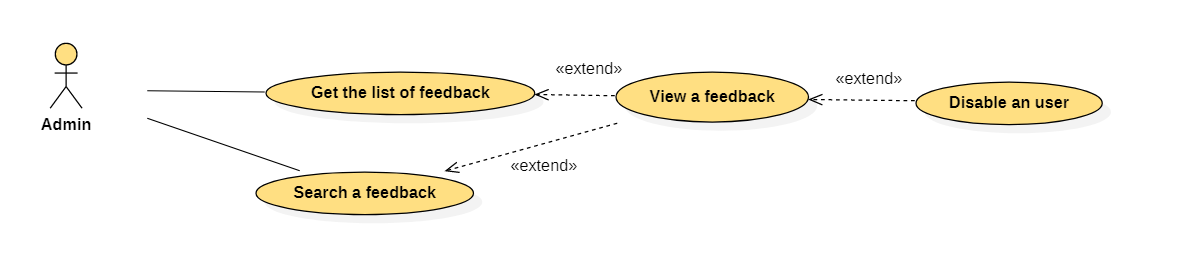 Admin
Get the list of feedback
«extend»
View a feedback
«extend»
Disable an user
«extend»
Search a feedback